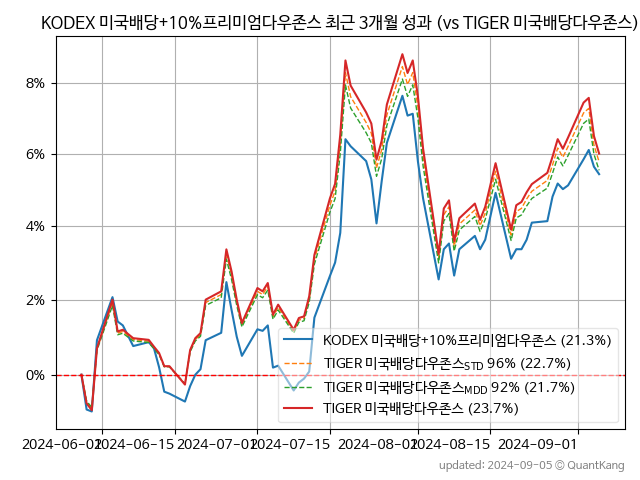 KODEX 미국배당+10%프리미엄다우존스 최근 3개월 성과 (vs TIGER 미국배당다우존스)
8%
6%
4%
2%
0%
KODEX 미국배당+10%프리미엄다우존스 (21.3%)
TIGER 미국배당다우존스STD 96% (22.7%)
TIGER 미국배당다우존스MDD 92% (21.7%)
TIGER 미국배당다우존스 (23.7%)
2024-06-01 2024-06-15 2024-07-01 2024-07-15 2024-08-01 2024-08-15 2024-09-01
updated: 2024-09-05 © QuantKang